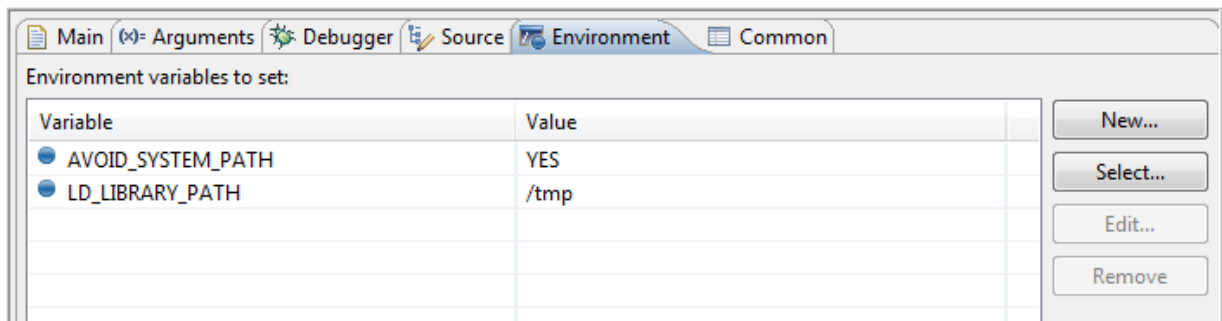 Main (x)= Arguments Debugger Source Environment Common
Environment variables to set:
Variable Value New...
AVOID_SYSTEM_PATH YES Select...
LD_LIBRARY_PATH /tmp
Edit...
Remove